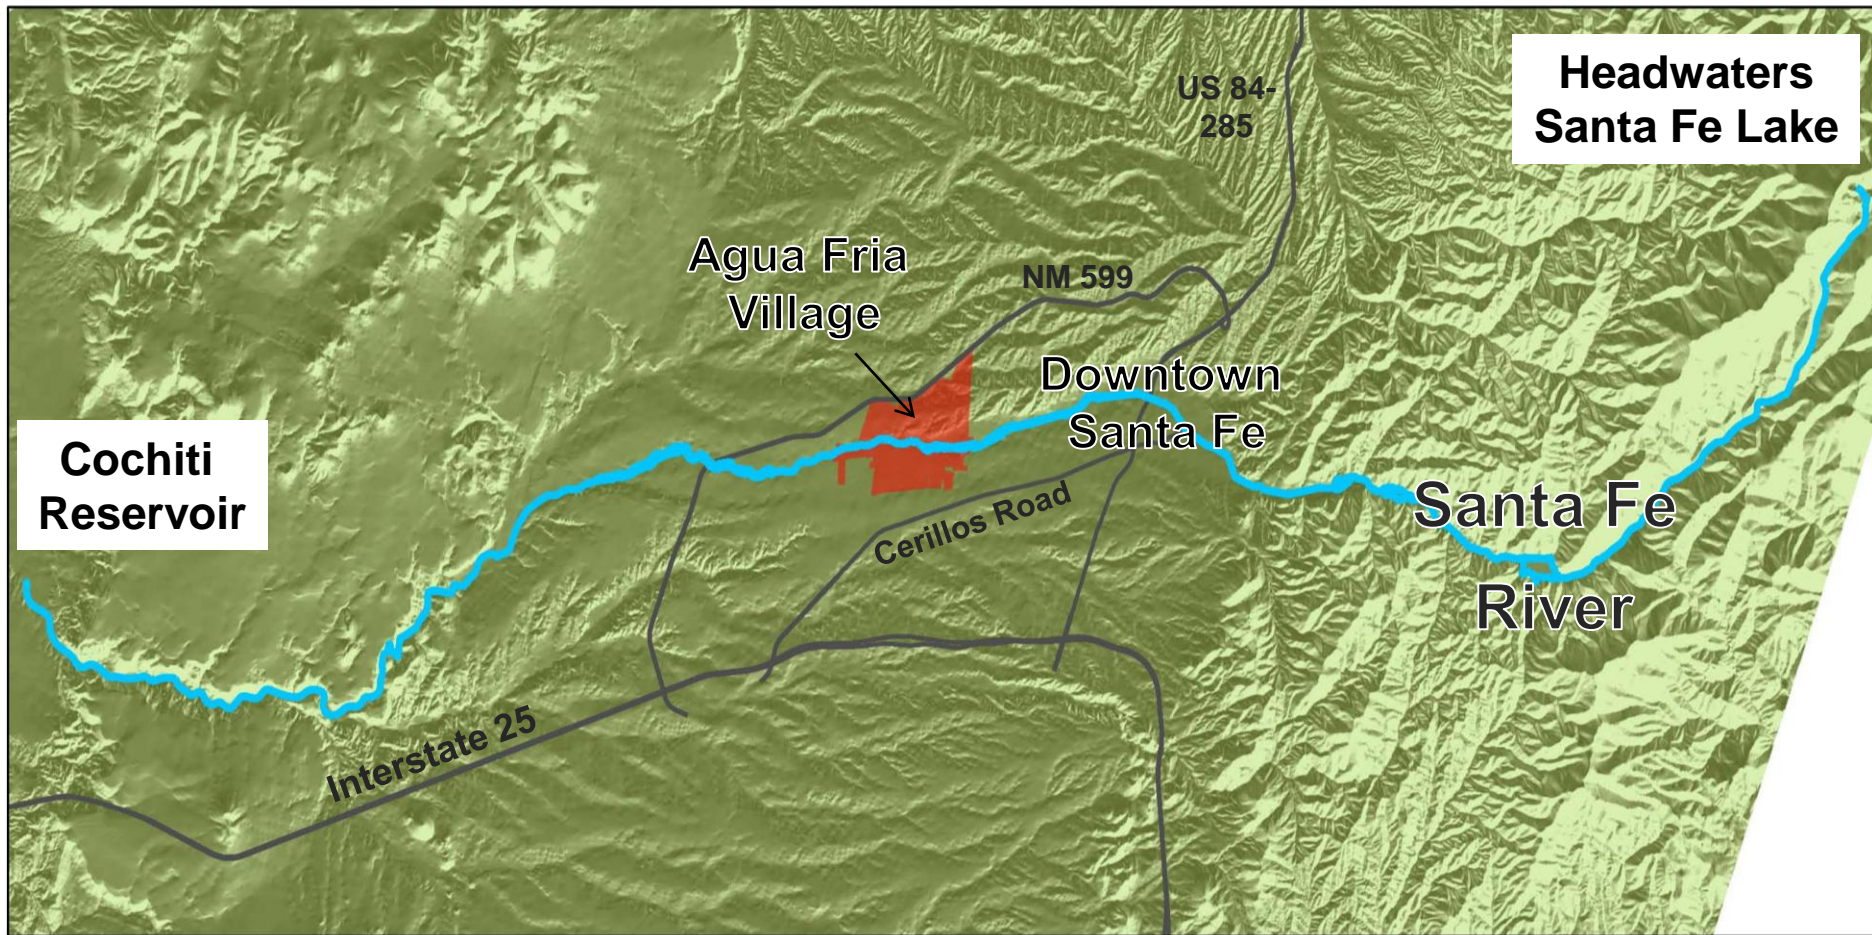 US 84-
285
Headwaters
Santa Fe Lake
Agua Fria
Village
NM 599
Downtown
Santa Fe
Cochiti
Reservoir
Cerillos Road
Santa Fe
River
Interstate 25